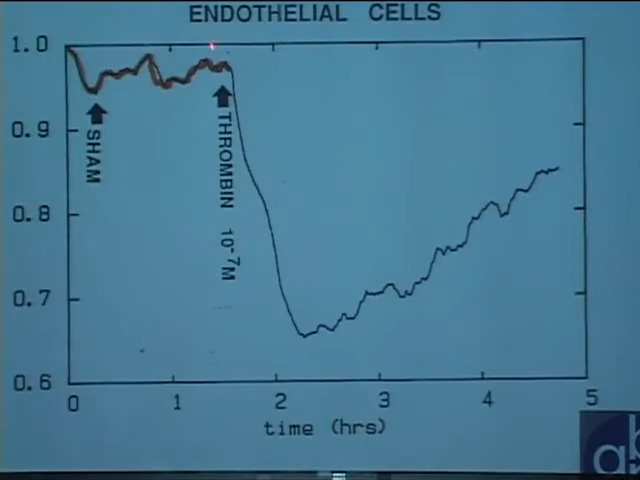 ENDOTHELIAL CELLS
1.0
0.9
0.8
0.7
0.6
SHAM
THROMBIN 10⁻⁷M
0 1 2 3 4 5
time (hrs)